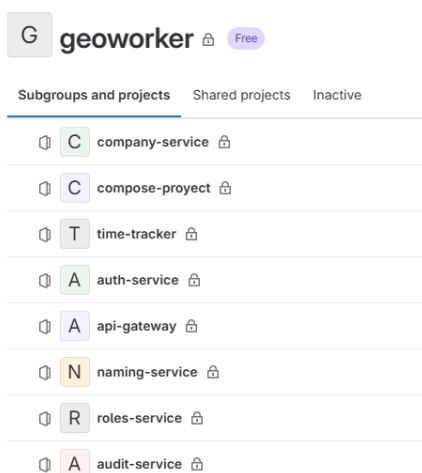 G geoworker Free
Subgroups and projects Shared projects Inactive
C company-service
C compose-proyect
T time-tracker
A auth-service
A api-gateway
N naming-service
R roles-service
A audit-service